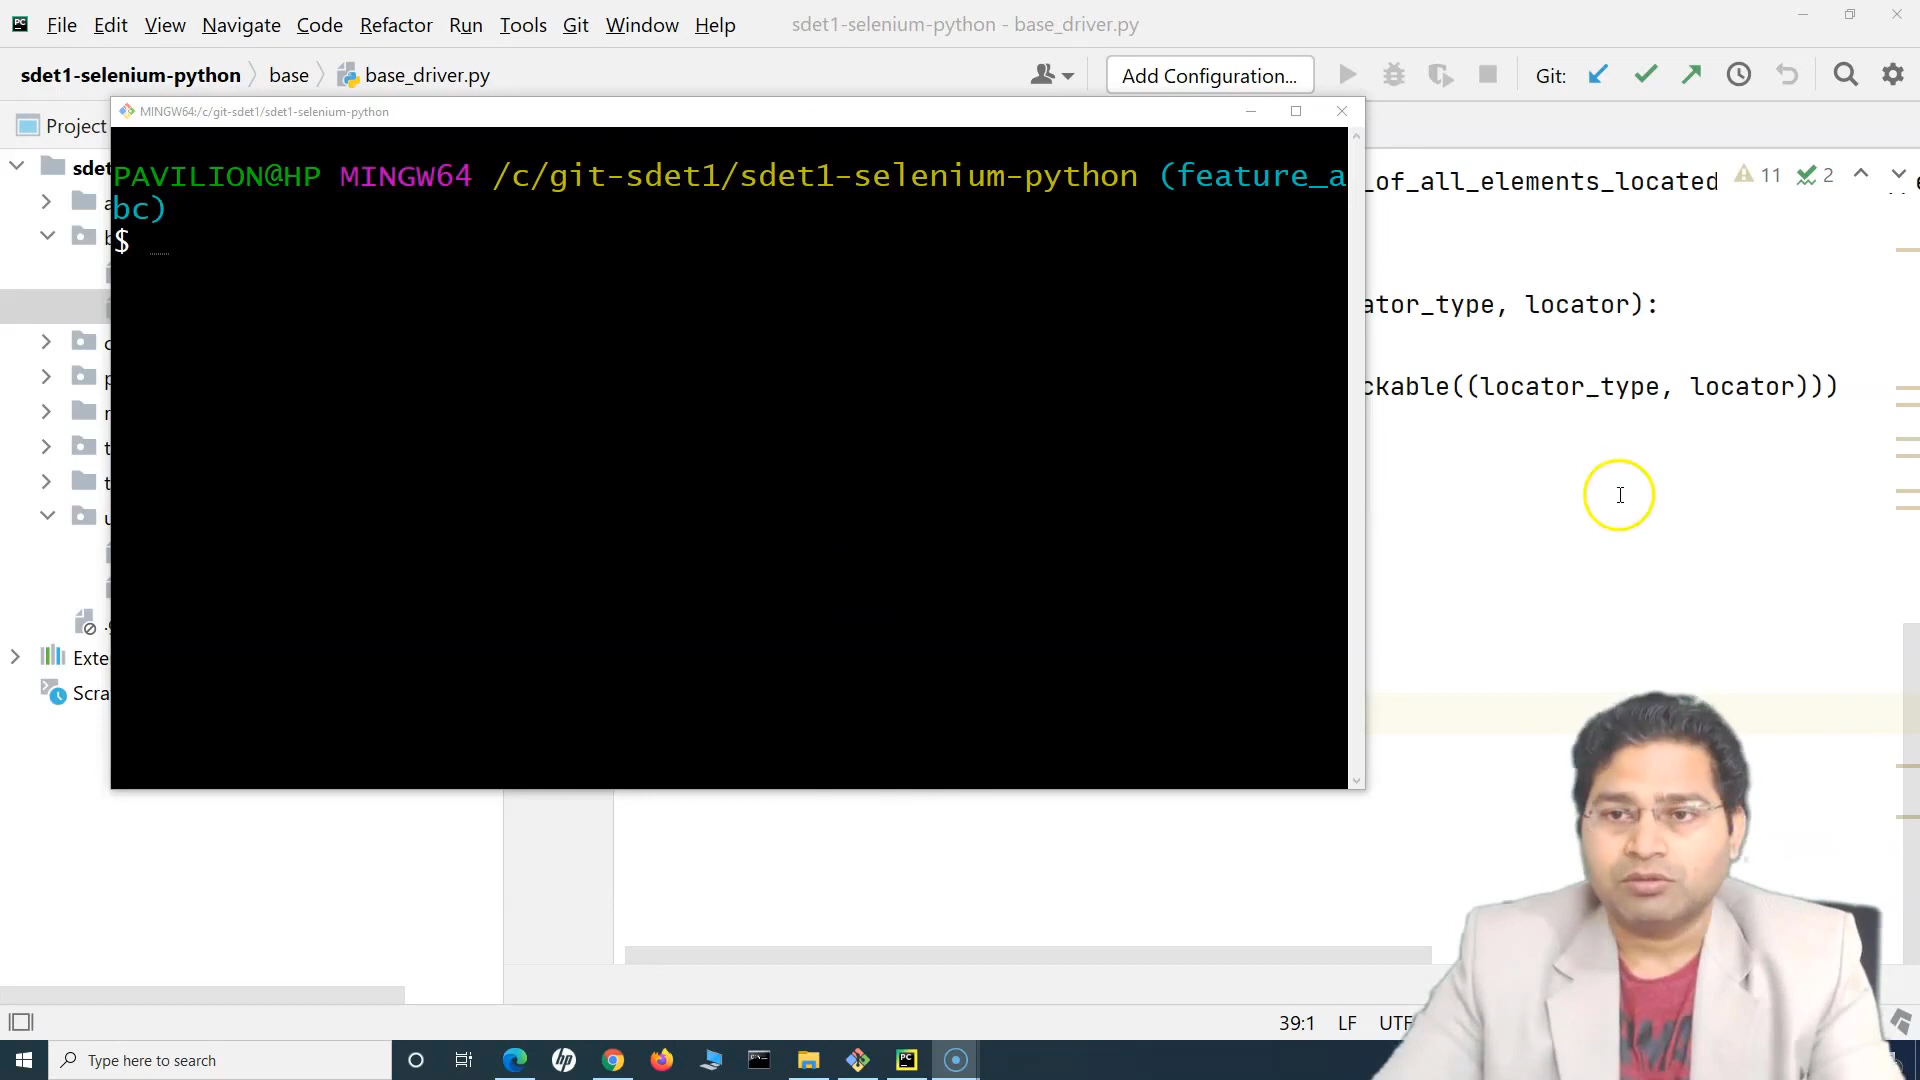 File Edit View Navigate Code Refactor Run Tools Git Window Help sdet1-selenium-python - base_driver.py
sdet1-selenium-python base base_driver.py Add Configuration... Git:
MINGW64:/c/git-sdet1/sdet1-selenium-python
Project
sdet
PAVILION@HP MINGW64 /c/git-sdet1/sdet1-selenium-python (feature_a
bc)
$
_of_all_elements_located 11 2
ator_type, locator):
ckable((locator_type, locator)))
Exte
Scra
39:1 LF UTF
Type here to search